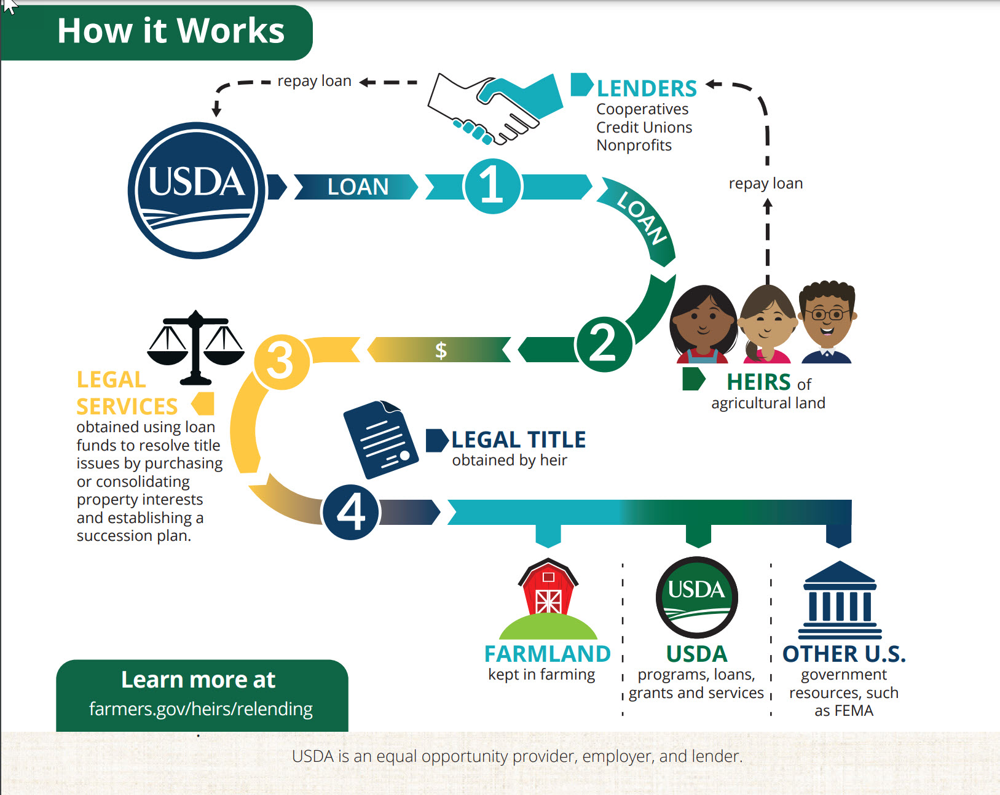 How it Works
repay loan
LENDERS
Cooperatives
Credit Unions
Nonprofits
USDA
LOAN
1
LOAN
repay loan
2
HEIRS of
agricultural land
$
3
LEGAL
SERVICES
obtained using loan
funds to resolve title
issues by purchasing
or consolidating
property interests
and establishing a
succession plan.
LEGAL TITLE
obtained by heir
4
FARMLAND
kept in farming
USDA
USDA
programs, loans,
grants and services
OTHER U.S.
government
resources, such
as FEMA
Learn more at
farmers.gov/heirs/relending
.
USDA is an equal opportunity provider, employer, and lender.